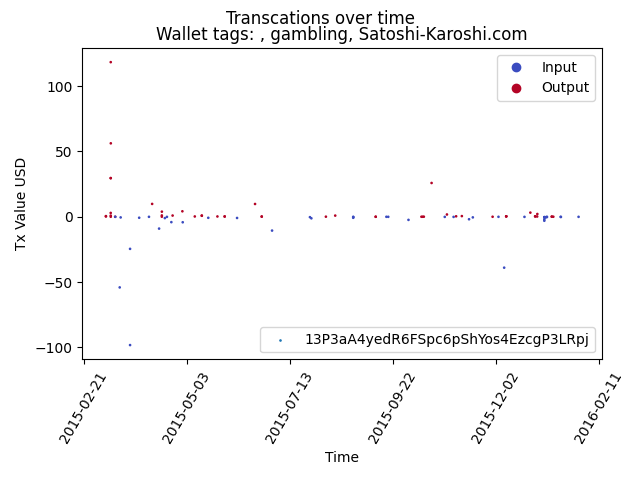 Transcations over time
Wallet tags: , gambling, Satoshi-Karoshi.com
Input
Output
100
50
0
−50
−100
Tx Value USD
13P3aA4yedR6FSpc6pShYos4EzcgP3LRpj
2015-02-21
2015-05-03
2015-07-13
2015-09-22
2015-12-02
2016-02-11
Time